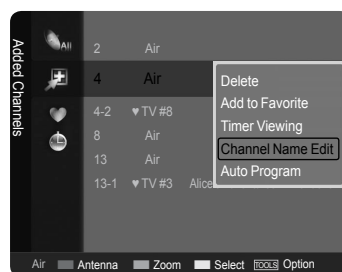 Added Channels
All
2 Air
4 Air
4-2 ♥ TV #8
8 Air
13 Air
13-1 ♥ TV #3 Alice
Delete
Add to Favorite
Timer Viewing
Channel Name Edit
Auto Program
Air Antenna Zoom Select TOOLS Option